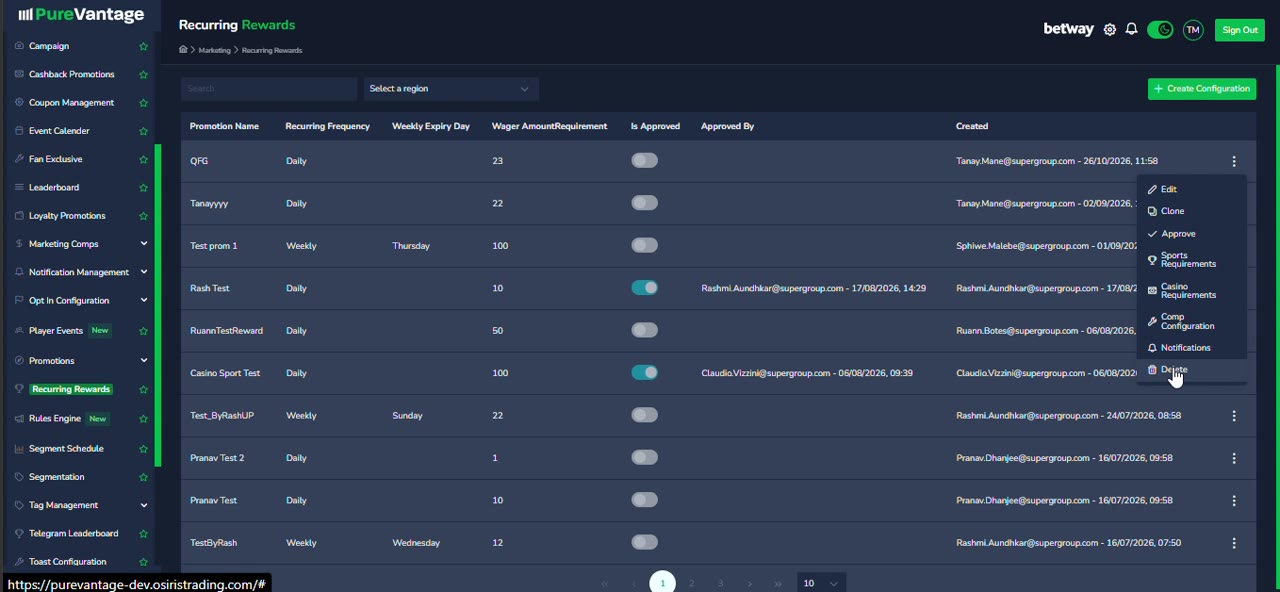 PureVantage
Campaign
Cashback Promotions
Coupon Management
Event Calender
Fan Exclusive
Leaderboard
Loyalty Promotions
Marketing Comps
Notification Management
Opt In Configuration
Player Events New
Promotions
Recurring Rewards
Rules Engine New
Segment Schedule
Segmentation
Tag Management
Telegram Leaderboard
Toast Configuration
https://purevantage-dev.osiristrading.com/#
Recurring Rewards
Marketing > Recurring Rewards
betway TM Sign Out
Search Select a region + Create Configuration
Promotion Name Recurring Frequency Weekly Expiry Day Wager AmountRequirement Is Approved Approved By Created
QFG Daily 23 Tanay.Mane@supergroup.com - 26/10/2026, 11:58
Tanayyyy Daily 22 Tanay.Mane@supergroup.com - 02/09/2026,
Test prom 1 Weekly Thursday 100 Sphiwe.Malebe@supergroup.com - 01/09/202
Rash Test Daily 10 Rashmi.Aundhkar@supergroup.com - 17/08/2026, 14:29 Rashmi.Aundhkar@supergroup.com - 17/08/2
RuannTestReward Daily 50 Ruann.Botes@supergroup.com - 06/08/2026,
Casino Sport Test Daily 100 Claudio.Vizzini@supergroup.com - 06/08/2026, 09:39 Claudio.Vizzini@supergroup.com - 06/08/202
Test_ByRashUP Weekly Sunday 22 Rashmi.Aundhkar@supergroup.com - 24/07/2026, 08:58
Pranav Test 2 Daily 1 Pranav.Dhanjee@supergroup.com - 16/07/2026, 09:58
Pranav Test Daily 10 Pranav.Dhanjee@supergroup.com - 16/07/2026, 09:58
TestByRash Weekly Wednesday 12 Rashmi.Aundhkar@supergroup.com - 16/07/2026, 07:50
Edit
Clone
Approve
Sports
Requirements
Casino
Requirements
Comp
Configuration
Notifications
Delete
« ‹ 1 2 3 › » 10